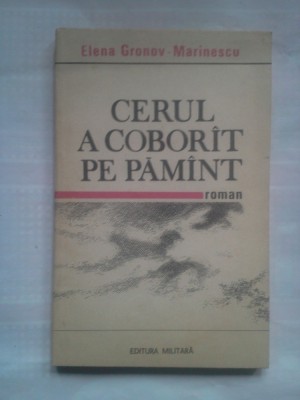 Elena Gronov-Marinescu
CERUL
A COBORÎT
PE PĂMÎNT
roman
EDITURA MILITARĂ